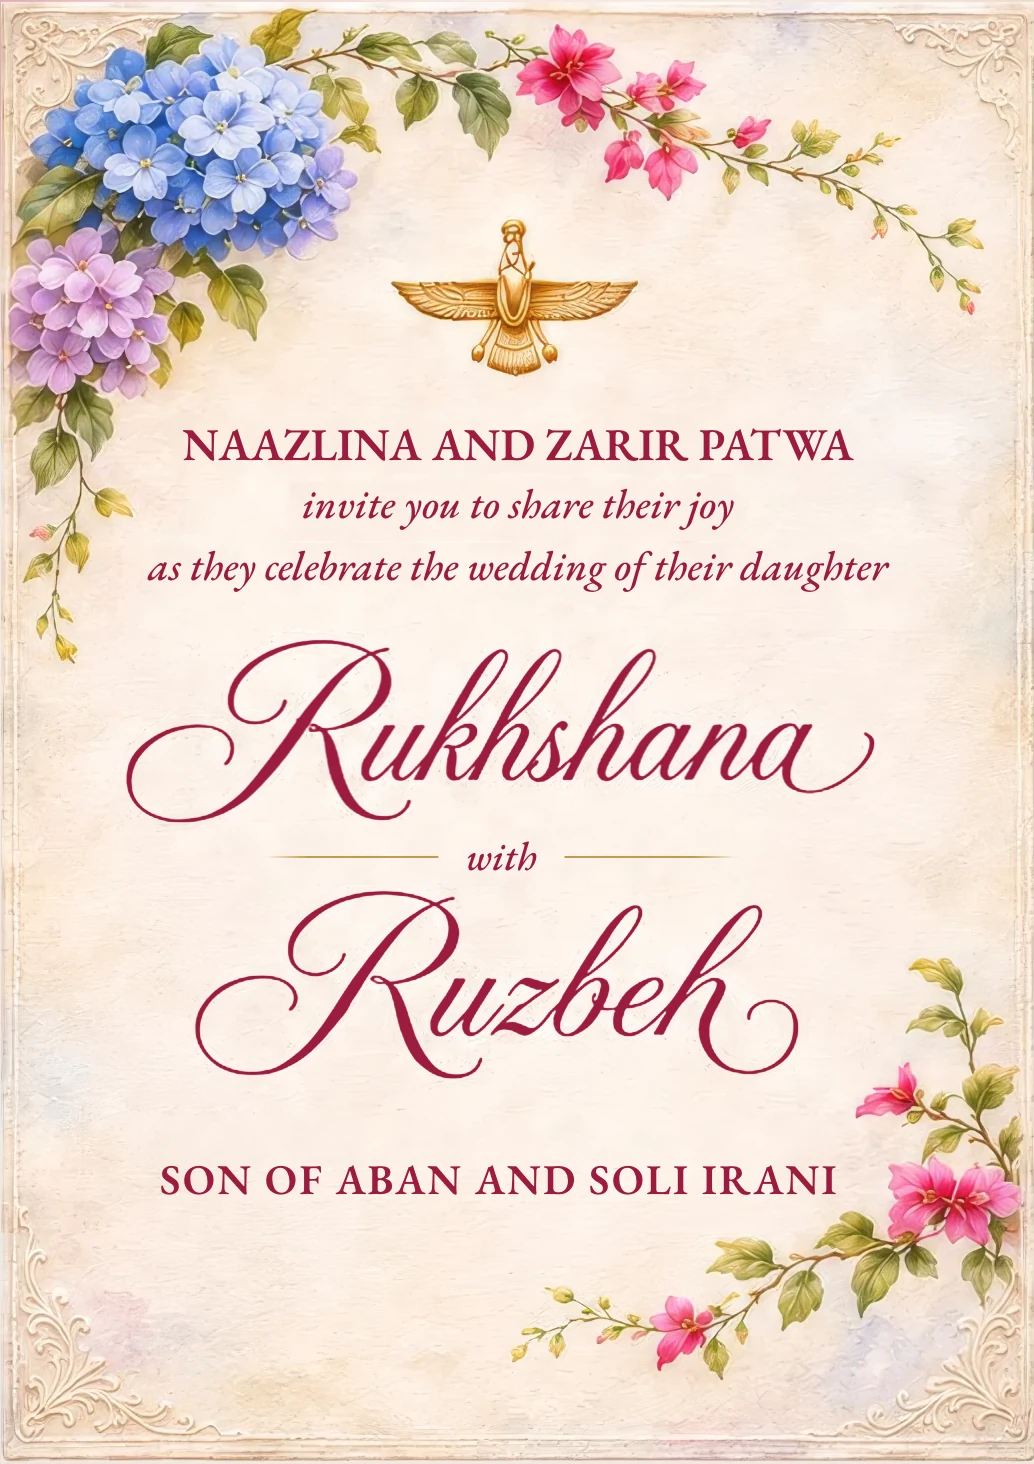 NAAZLINA AND ZARIR PATWA
invite you to share their joy
as they celebrate the wedding of their daughter
Rukhshana
with
Ruzbeh
SON OF ABAN AND SOLI IRANI